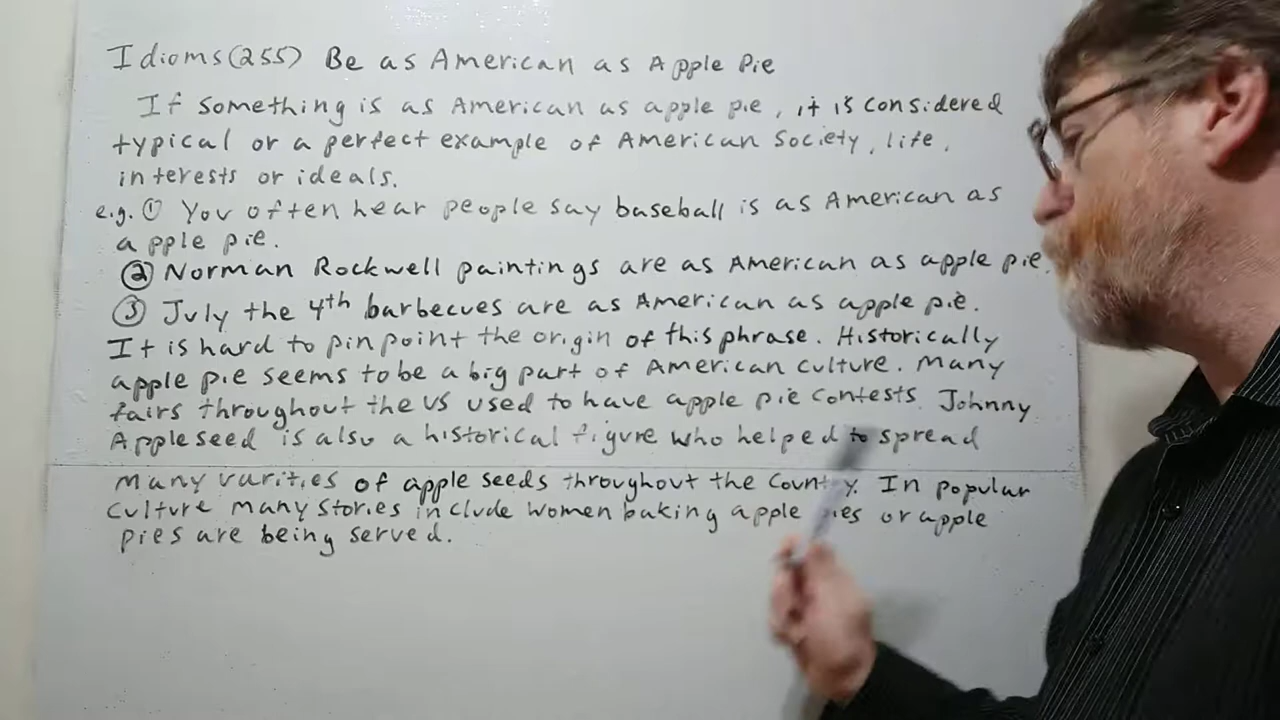 Idioms(255) Be as American as Apple Pie
If something is as American as apple pie, it is considered
typical or a perfect example of American society, life,
interests or ideals.
e.g. ① You often hear people say baseball is as American as
apple pie.
② Norman Rockwell paintings are as American as apple pie.
③ July the 4th barbecues are as American as apple pie.
It is hard to pinpoint the origin of this phrase. Historically
apple pie seems to be a big part of American culture. Many
fairs throughout the US used to have apple pie contests. Johnny
Appleseed is also a historical figure who helped to spread
many varities of apple seeds throughout the County. In popular
culture many stories include women baking apple pies or apple
pies are being served.